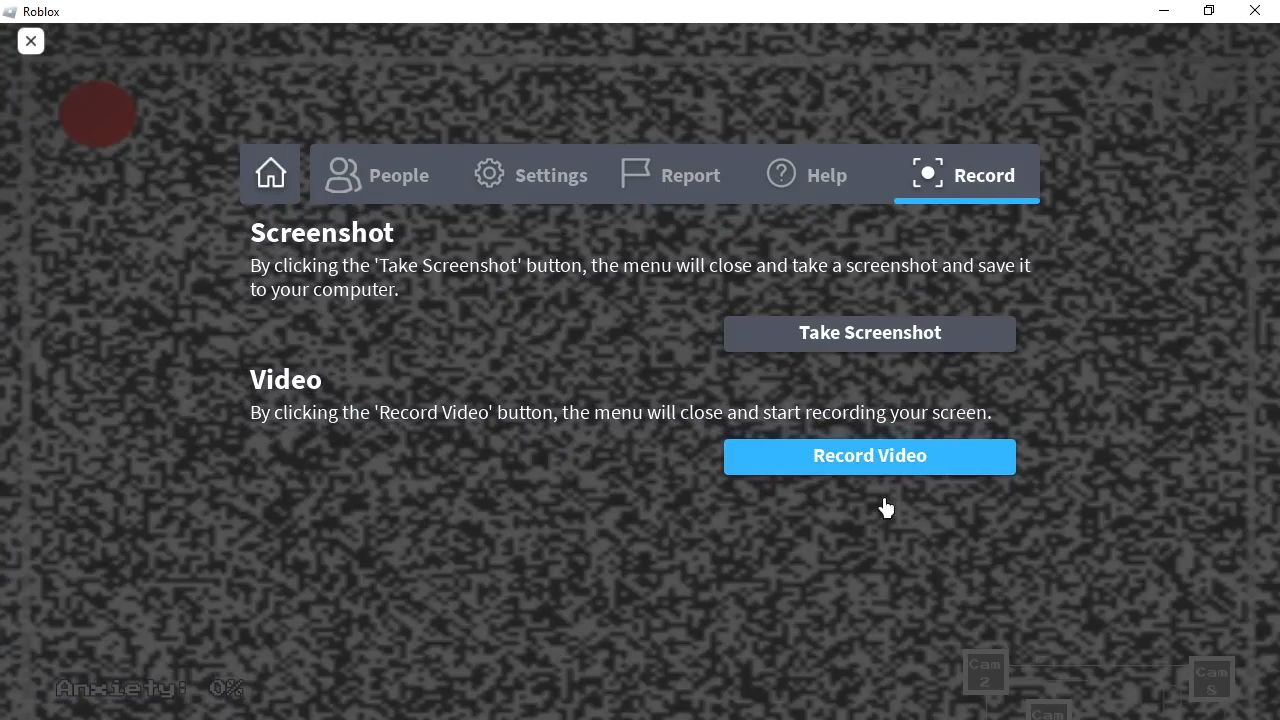 Roblox
People
Settings
Report
Help
Record
Screenshot
By clicking the 'Take Screenshot' button, the menu will close and take a screenshot and save it
to your computer.
Take Screenshot
Video
By clicking the 'Record Video' button, the menu will close and start recording your screen.
Record Video
Anxiety: 0%
Cam
2
Cam
8
Cam